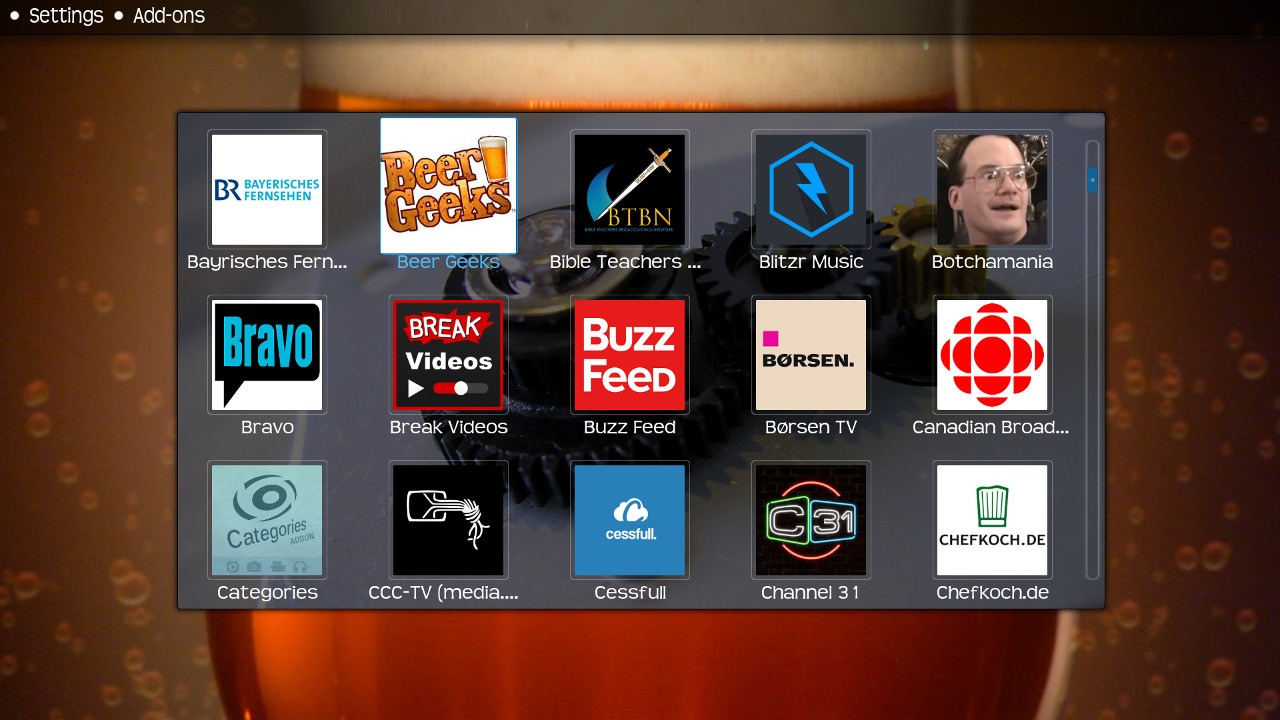 Settings Add-ons
BR BAYERISCHES
FERNSEHEN
Beer
Geeks
BTBN
BIBLE TEACHERS BROADCASTING NETWORK
Bayrisches Fern...
Beer Geeks
Bible Teachers ...
Blitzr Music
Botchamania
Bravo
BREAK
Videos
Buzz
FeeD
BØRSEN.
Bravo
Break Videos
Buzz Feed
Børsen TV
Canadian Broad...
Categories
ADDON
cessfull.
C31
CHEFKOCH.DE
Categories
CCC-TV (media....
Cessfull
Channel 31
Chefkoch.de